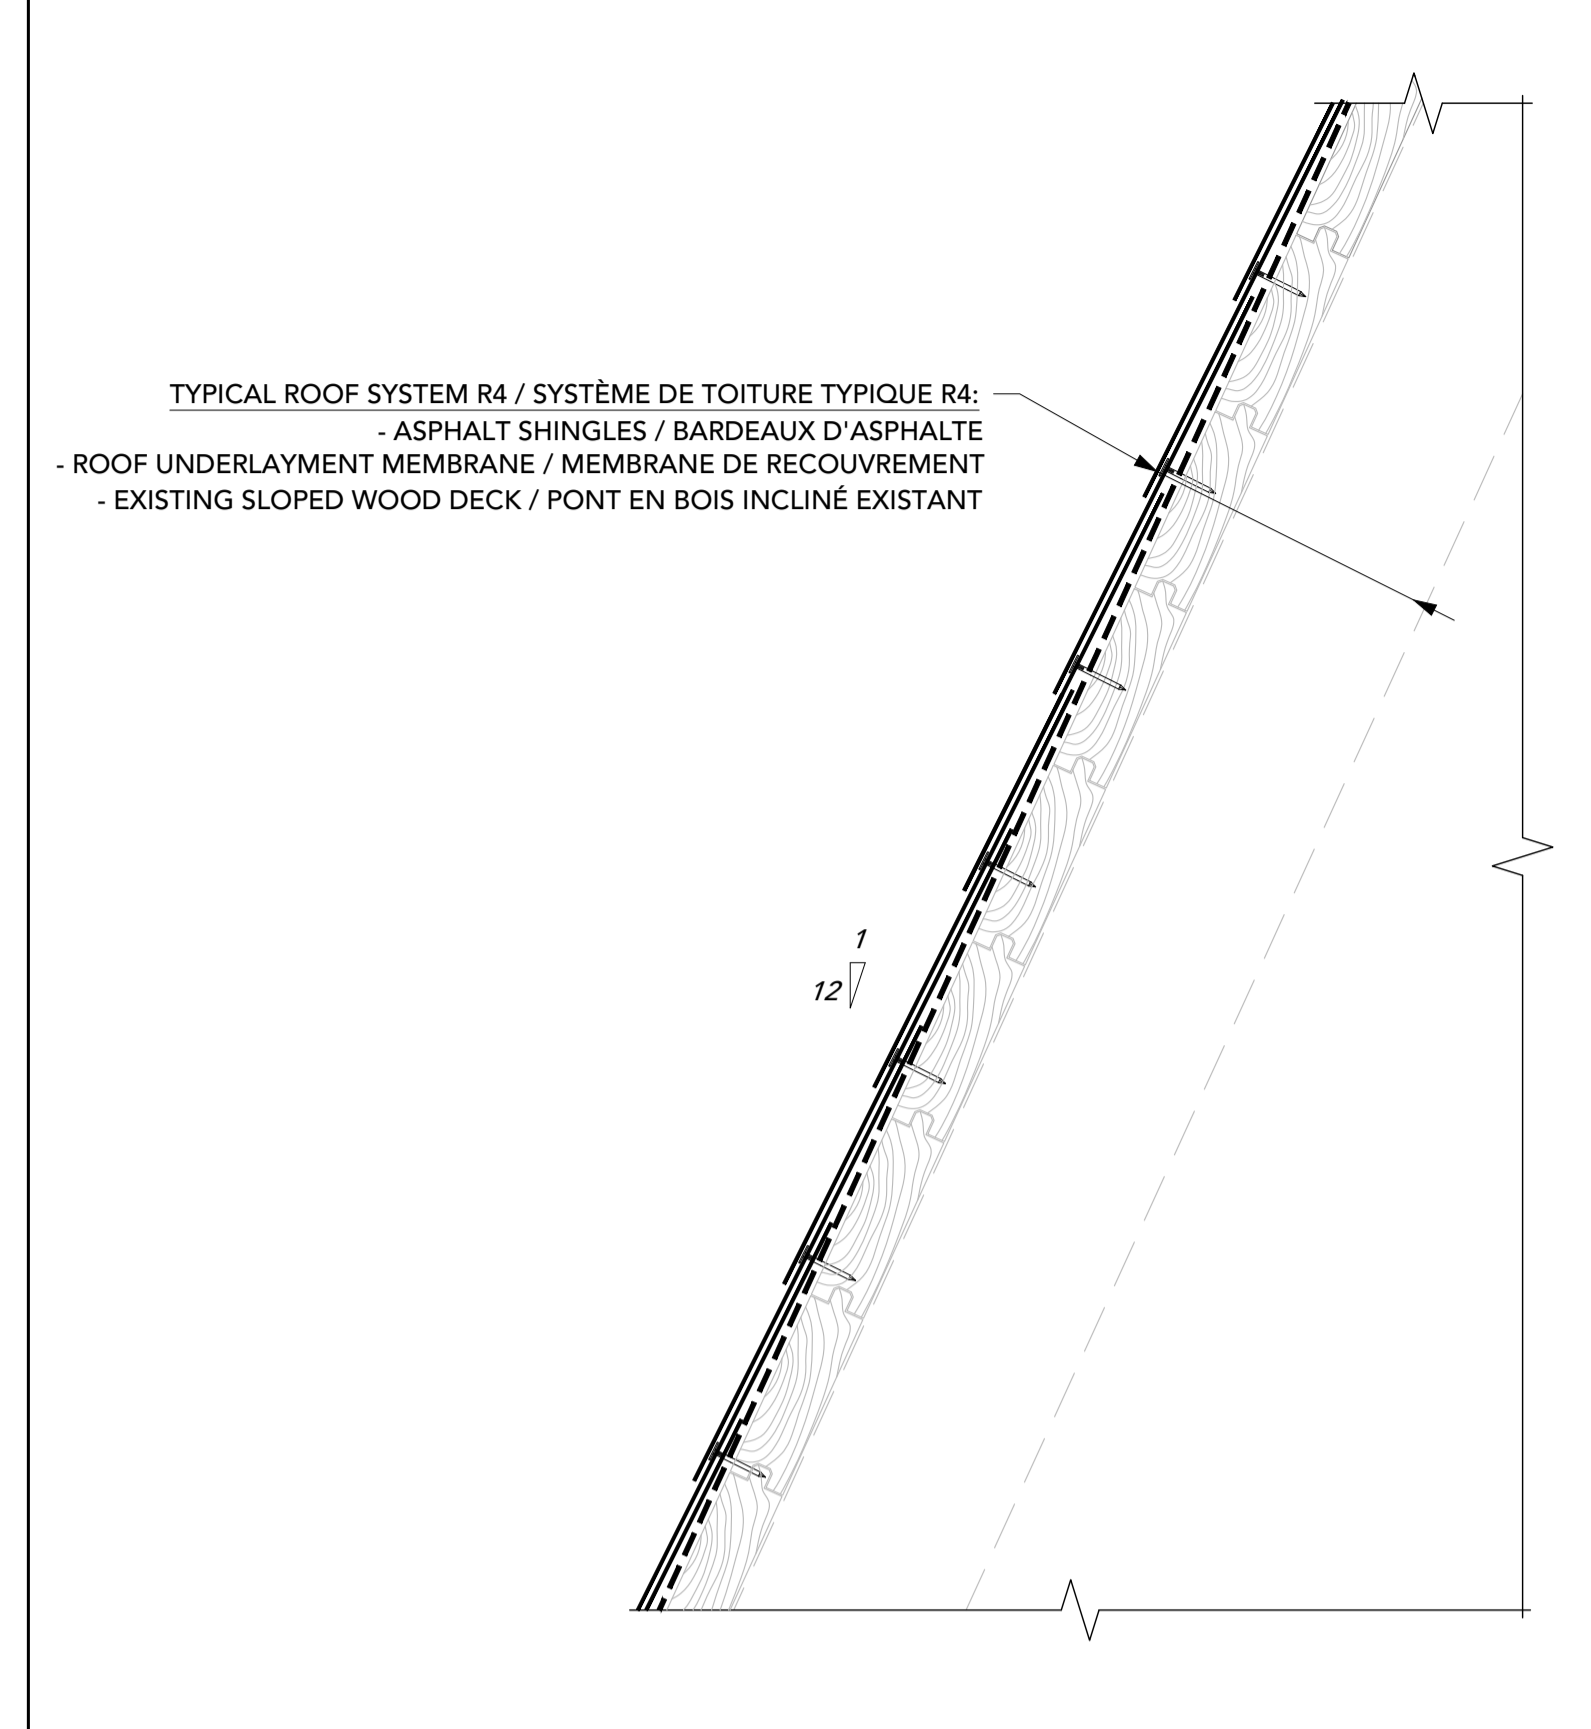 TYPICAL ROOF SYSTEM R4 / SYSTÈME DE TOITURE TYPIQUE R4:
- ASPHALT SHINGLES / BARDEAUX D'ASPHALTE
- ROOF UNDERLAYMENT MEMBRANE / MEMBRANE DE RECOUVREMENT
- EXISTING SLOPED WOOD DECK / PONT EN BOIS INCLINÉ EXISTANT
1
12